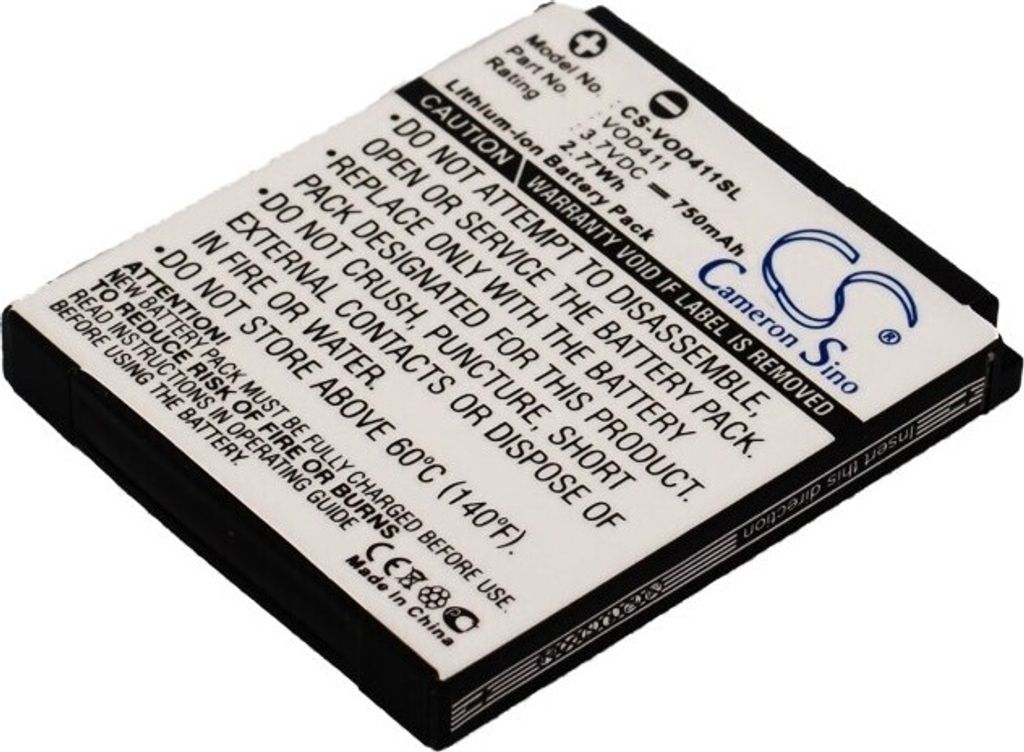 Model No. : CS-VOD411SL
Part No. : VOD411
Rating : 3.7VDC ⎓ 750mAh
2.77Wh
Lithium-Ion Battery Pack
CS
Cameron Sino ®
CAUTION \ WARRANTY VOID IF LABEL IS REMOVED
•DO NOT ATTEMPT TO DISASSEMBLE,
OPEN OR SERVICE THE BATTERY PACK.
•REPLACE ONLY WITH THE BATTERY
PACK DESIGNATED FOR THIS PRODUCT.
•DO NOT CRUSH, PUNCTURE, SHORT
EXTERNAL CONTACTS OR DISPOSE OF
IN FIRE OR WATER.
•DO NOT STORE ABOVE 60°C (140°F).
ATTENTION!
NEW BATTERY PACK MUST BE FULLY CHARGED BEFORE USE.
TO REDUCE RISK OF FIRE OR BURNS
READ INSTRUCTIONS IN OPERATING GUIDE
BEFORE INSTALLING OR USING
THE BATTERY.
CE
Made in China
Insert this direction